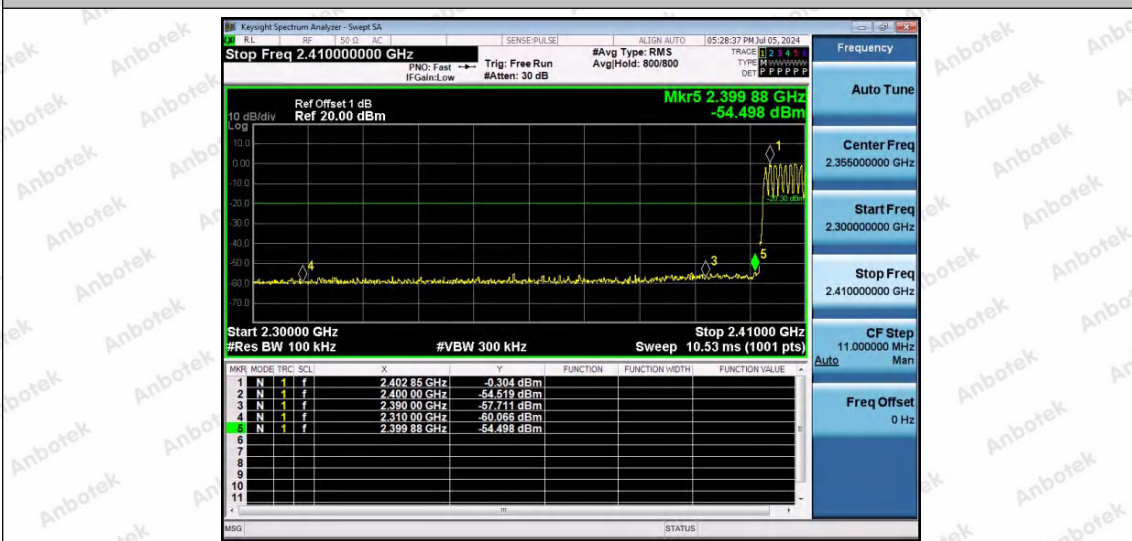 Keysight Spectrum Analyzer - Swept SA
RL RF 50 Ω AC SENSE:PULSE ALIGN AUTO 05:28:37 PM Jul 05, 2024
Stop Freq 2.410000000 GHz
#Avg Type: RMS
TRACE 1 2 3 4 5 6
PNO: Fast Trig: Free Run Avg|Hold: 800/800
TYPE M W W W W W
IFGain:Low #Atten: 30 dB
DET P P P P P P
Mkr5 2.399 88 GHz
-54.498 dBm
Ref Offset 1 dB
10 dB/div Ref 20.00 dBm
Log
10.0
0.00
-10.0
-20.0
-30.0
-40.0
-50.0
-60.0
-70.0
1
-20.30 dBm
4
3
5
Start 2.30000 GHz Stop 2.41000 GHz
#Res BW 100 kHz #VBW 300 kHz Sweep 10.53 ms (1001 pts)
MKR MODE TRC SCL X Y FUNCTION FUNCTION WIDTH FUNCTION VALUE
1 N 1 f 2.402 85 GHz -0.304 dBm
2 N 1 f 2.400 00 GHz -54.519 dBm
3 N 1 f 2.390 00 GHz -57.711 dBm
4 N 1 f 2.310 00 GHz -60.066 dBm
5 N 1 f 2.399 88 GHz -54.498 dBm
6
7
8
9
10
11
MSG STATUS
Frequency
Auto Tune
Center Freq
2.355000000 GHz
Start Freq
2.300000000 GHz
Stop Freq
2.410000000 GHz
CF Step
11.000000 MHz
Auto Man
Freq Offset
0 Hz
Anbotek